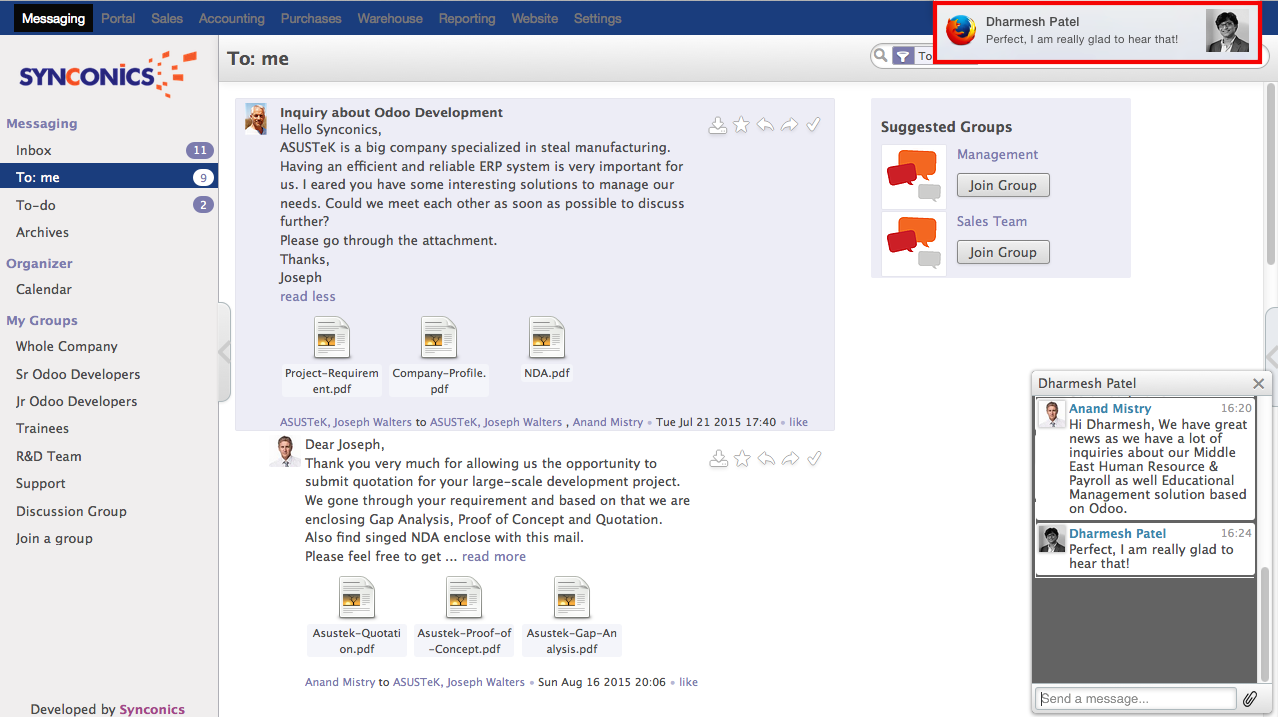 Messaging Portal Sales Accounting Purchases Warehouse Reporting Website Settings
Dharmesh Patel
Perfect, I am really glad to hear that!
SYNCONICS
To: me
To
Messaging
Inbox 11
To: me 9
To-do 2
Archives
Organizer
Calendar
My Groups
Whole Company
Sr Odoo Developers
Jr Odoo Developers
Trainees
R&D Team
Support
Discussion Group
Join a group
Developed by Synconics
Inquiry about Odoo Development
Hello Synconics,
ASUSTeK is a big company specialized in steal manufacturing.
Having an efficient and reliable ERP system is very important for
us. I eared you have some interesting solutions to manage our
needs. Could we meet each other as soon as possible to discuss
further?
Please go through the attachment.
Thanks,
Joseph
read less
Project-Requirem
ent.pdf
Company-Profile.
pdf
NDA.pdf
ASUSTeK, Joseph Walters to ASUSTeK, Joseph Walters , Anand Mistry • Tue Jul 21 2015 17:40 • like
Dear Joseph,
Thank you very much for allowing us the opportunity to
submit quotation for your large-scale development project.
We gone through your requirement and based on that we are
enclosing Gap Analysis, Proof of Concept and Quotation.
Also find singed NDA enclose with this mail.
Please feel free to get ... read more
Asustek-Quotati
on.pdf
Asustek-Proof-of
-Concept.pdf
Asustek-Gap-An
alysis.pdf
Anand Mistry to ASUSTeK, Joseph Walters • Sun Aug 16 2015 20:06 • like
Suggested Groups
Management
Join Group
Sales Team
Join Group
Dharmesh Patel
Anand Mistry 16:20
Hi Dharmesh, We have great
news as we have a lot of
inquiries about our Middle
East Human Resource &
Payroll as well Educational
Management solution based
on Odoo.
Dharmesh Patel 16:24
Perfect, I am really glad to
hear that!
Send a message...